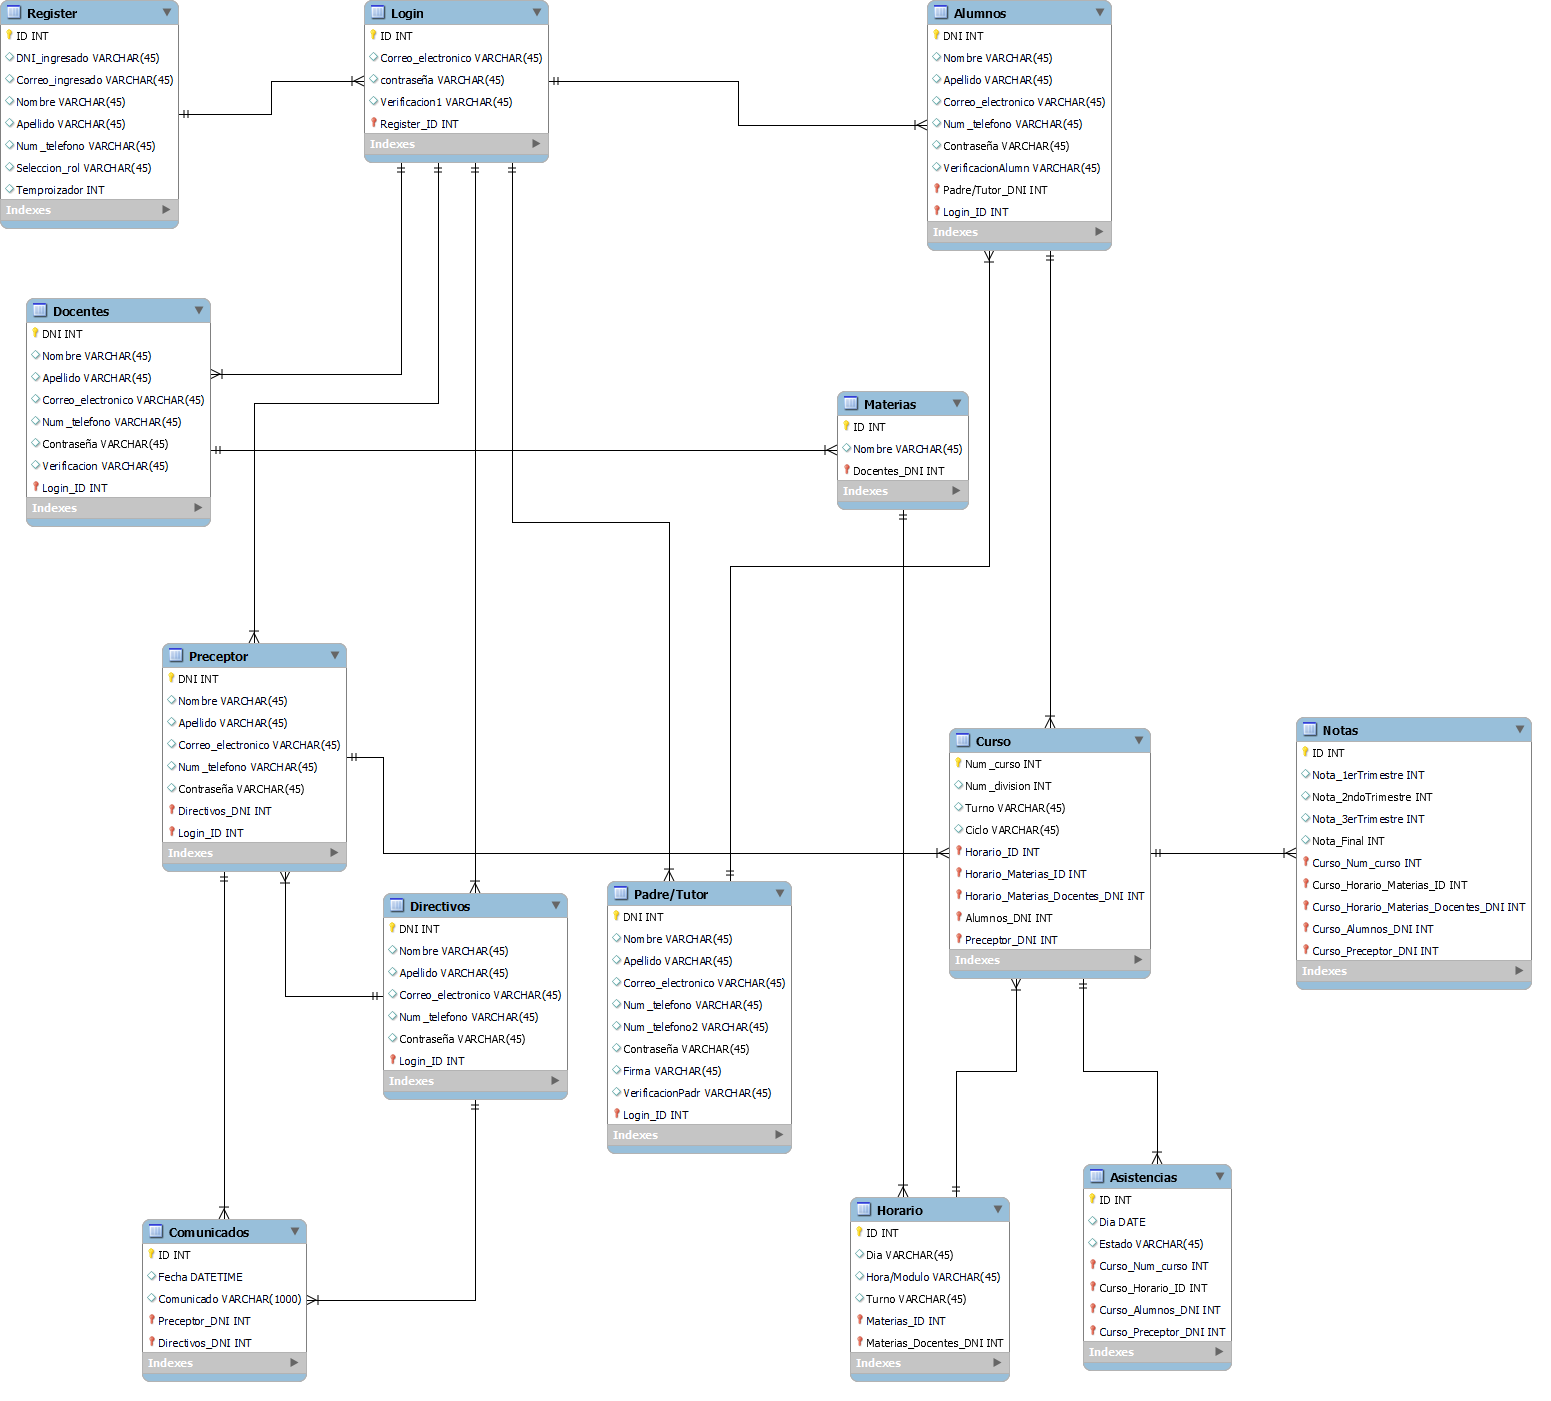 Register
ID INT
DNI_ingresado VARCHAR(45)
Correo_ingresado VARCHAR(45)
Nombre VARCHAR(45)
Apellido VARCHAR(45)
Num_telefono VARCHAR(45)
Seleccion_rol VARCHAR(45)
Temproizador INT
Indexes
Login
ID INT
Correo_electronico VARCHAR(45)
contraseña VARCHAR(45)
Verificacion1 VARCHAR(45)
Register_ID INT
Indexes
Alumnos
DNI INT
Nombre VARCHAR(45)
Apellido VARCHAR(45)
Correo_electronico VARCHAR(45)
Num_telefono VARCHAR(45)
Contraseña VARCHAR(45)
VerificacionAlumn VARCHAR(45)
Padre/Tutor_DNI INT
Login_ID INT
Indexes
Docentes
DNI INT
Nombre VARCHAR(45)
Apellido VARCHAR(45)
Correo_electronico VARCHAR(45)
Num_telefono VARCHAR(45)
Contraseña VARCHAR(45)
Verificacion VARCHAR(45)
Login_ID INT
Indexes
Materias
ID INT
Nombre VARCHAR(45)
Docentes_DNI INT
Indexes
Preceptor
DNI INT
Nombre VARCHAR(45)
Apellido VARCHAR(45)
Correo_electronico VARCHAR(45)
Num_telefono VARCHAR(45)
Contraseña VARCHAR(45)
Directivos_DNI INT
Login_ID INT
Indexes
Curso
Num_curso INT
Num_division INT
Turno VARCHAR(45)
Ciclo VARCHAR(45)
Horario_ID INT
Horario_Materias_ID INT
Horario_Materias_Docentes_DNI INT
Alumnos_DNI INT
Preceptor_DNI INT
Indexes
Notas
ID INT
Nota_1erTrimestre INT
Nota_2ndoTrimestre INT
Nota_3erTrimestre INT
Nota_Final INT
Curso_Num_curso INT
Curso_Horario_Materias_ID INT
Curso_Horario_Materias_Docentes_DNI INT
Curso_Alumnos_DNI INT
Curso_Preceptor_DNI INT
Indexes
Directivos
DNI INT
Nombre VARCHAR(45)
Apellido VARCHAR(45)
Correo_electronico VARCHAR(45)
Num_telefono VARCHAR(45)
Contraseña VARCHAR(45)
Login_ID INT
Indexes
Padre/Tutor
DNI INT
Nombre VARCHAR(45)
Apellido VARCHAR(45)
Correo_electronico VARCHAR(45)
Num_telefono VARCHAR(45)
Num_telefono2 VARCHAR(45)
Contraseña VARCHAR(45)
Firma VARCHAR(45)
VerificacionPadr VARCHAR(45)
Login_ID INT
Indexes
Comunicados
ID INT
Fecha DATETIME
Comunicado VARCHAR(1000)
Preceptor_DNI INT
Directivos_DNI INT
Indexes
Horario
ID INT
Dia VARCHAR(45)
Hora/Modulo VARCHAR(45)
Turno VARCHAR(45)
Materias_ID INT
Materias_Docentes_DNI INT
Indexes
Asistencias
ID INT
Dia DATE
Estado VARCHAR(45)
Curso_Num_curso INT
Curso_Horario_ID INT
Curso_Alumnos_DNI INT
Curso_Preceptor_DNI INT
Indexes